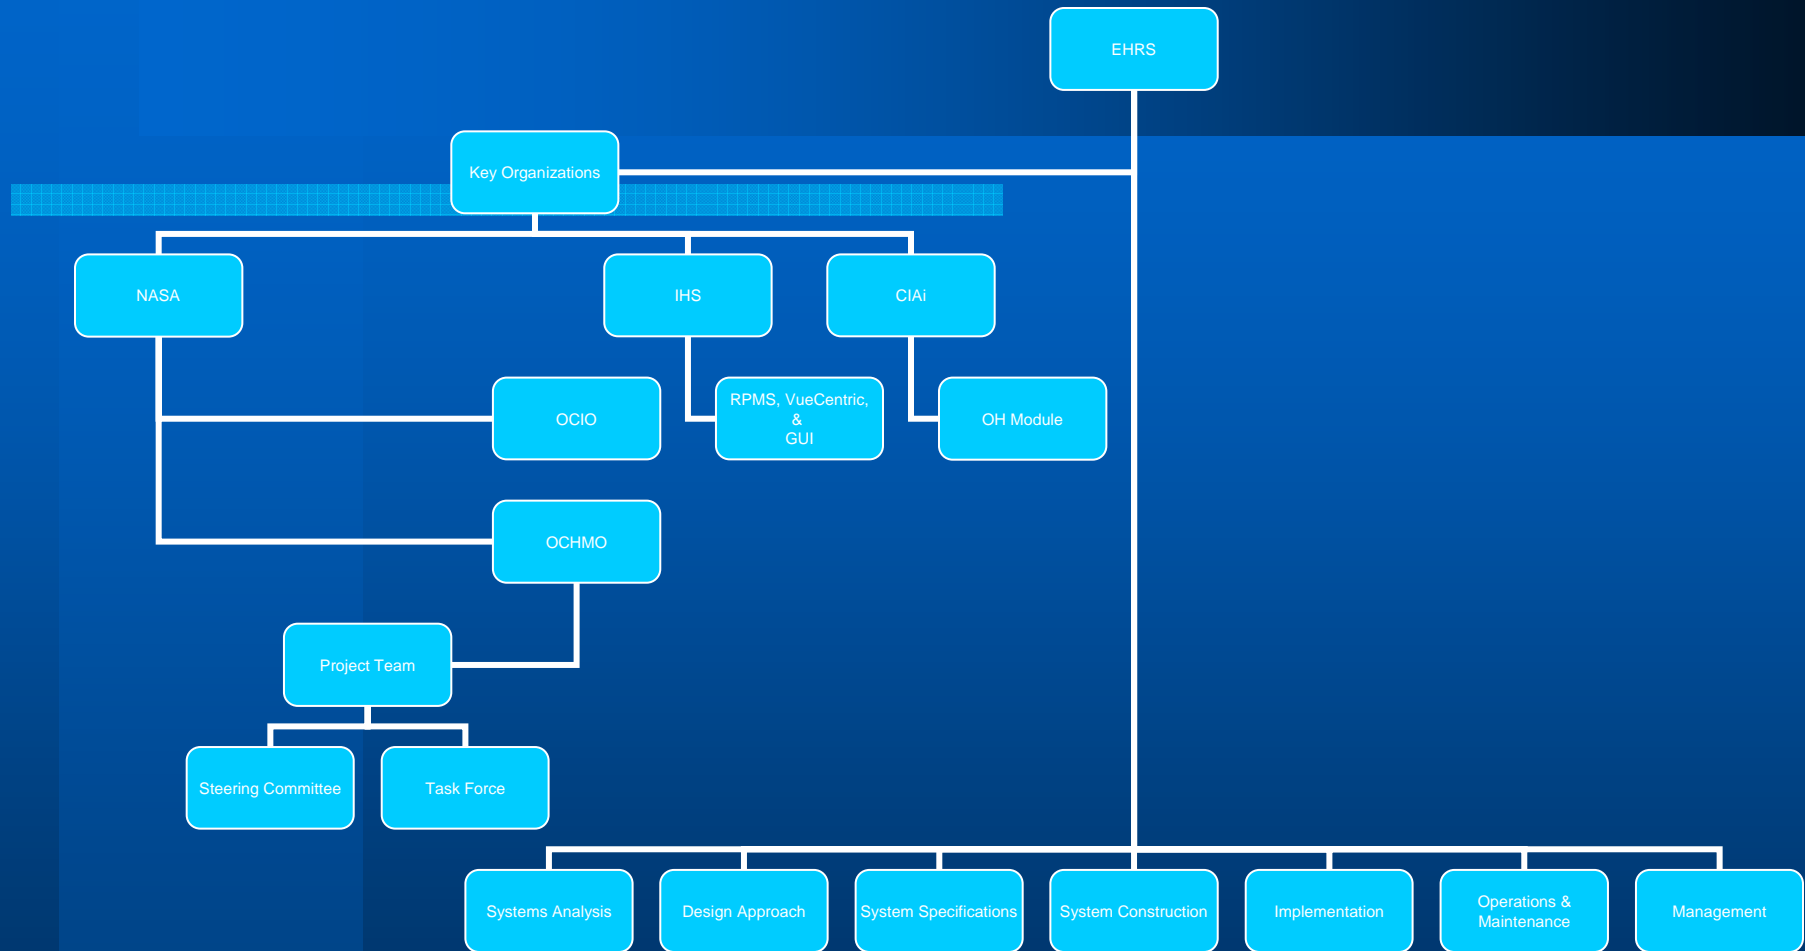 EHRS
Key Organizations
NASA
IHS
CIAi
OCIO
RPMS, VueCentric,
&
GUI
OH Module
OCHMO
Project Team
Steering Committee
Task Force
Systems Analysis
Design Approach
System Specifications
System Construction
Implementation
Operations &
Maintenance
Management